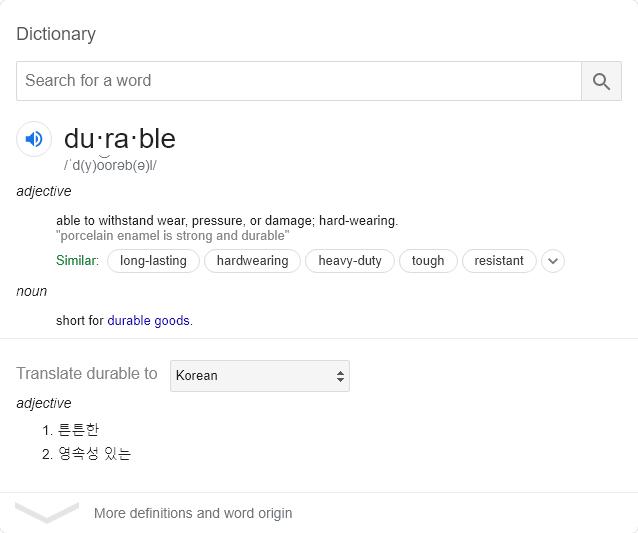 Dictionary
Search for a word
du·ra·ble
/ˈd(y)o͝orəb(ə)l/
adjective
able to withstand wear, pressure, or damage; hard-wearing.
"porcelain enamel is strong and durable"
Similar: long-lasting hardwearing heavy-duty tough resistant
noun
short for durable goods.
Translate durable to Korean
adjective
1. 튼튼한
2. 영속성 있는
More definitions and word origin